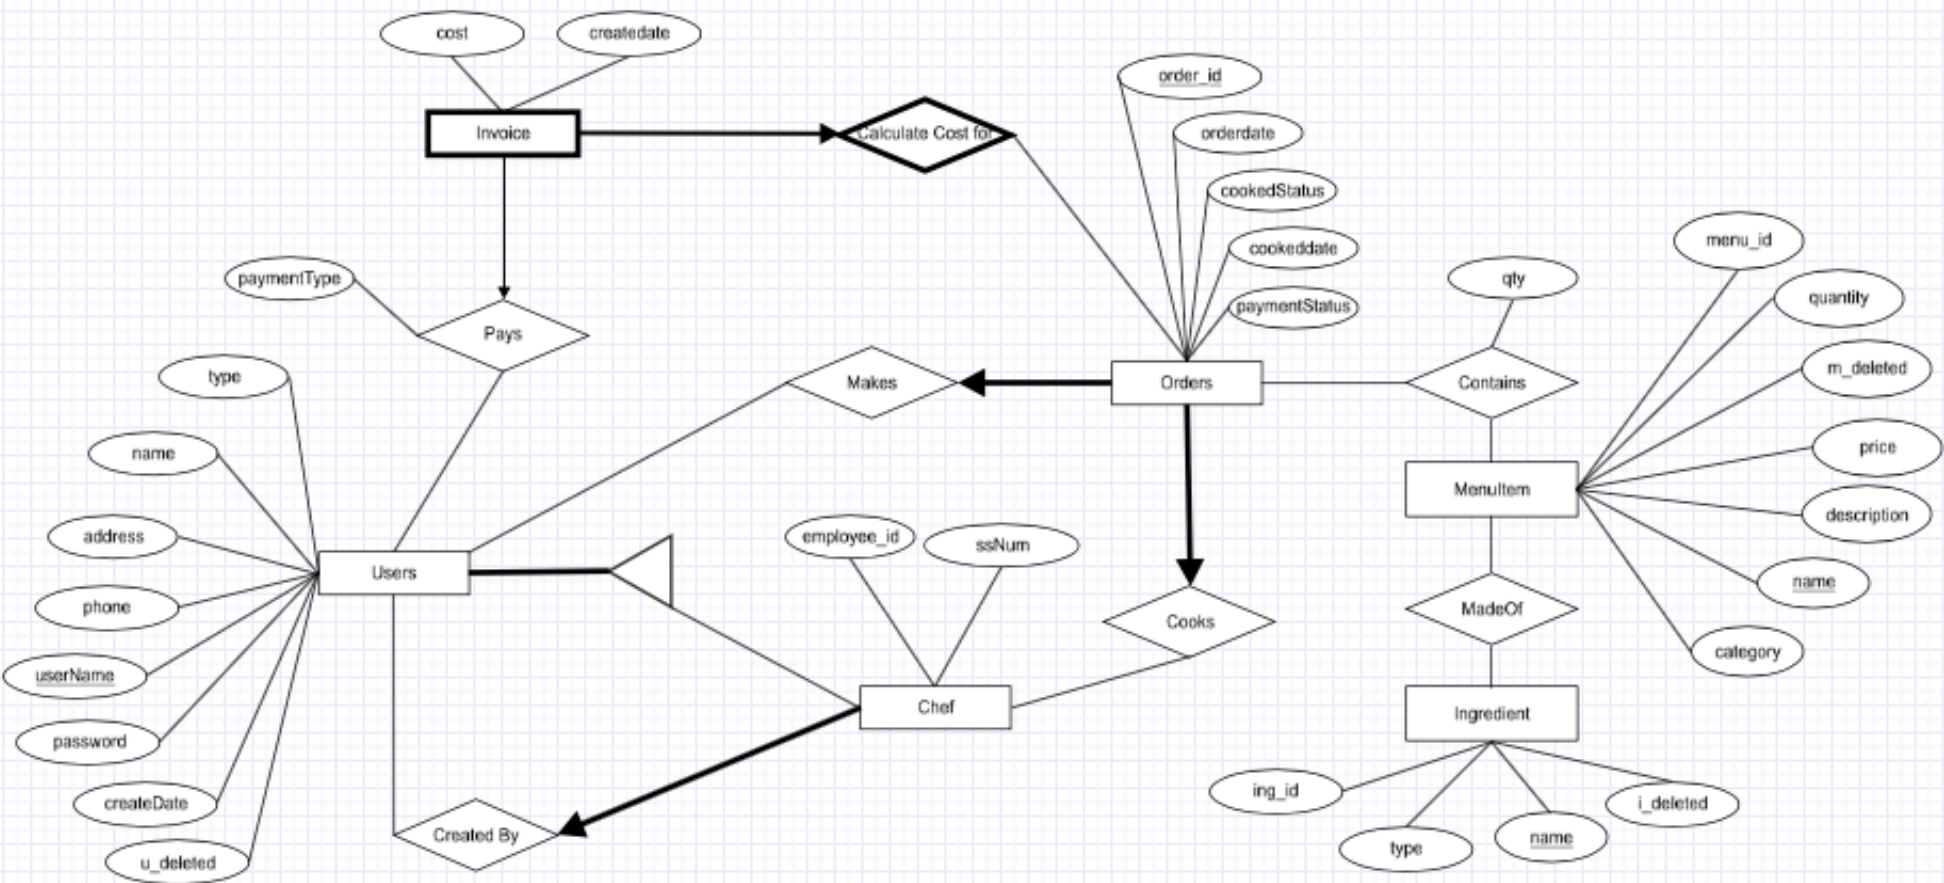 cost
createdate
order_id
Invoice
Calculate Cost for
orderdate
cookedStatus
menu_id
cookeddate
paymentType
qty
quantity
paymentStatus
Pays
type
Makes
Orders
Contains
m_deleted
name
price
MenuItem
description
address
employee_id
ssNum
Users
name
phone
Cooks
MadeOf
userName
category
Chef
Ingredient
password
ing_id
createDate
i_deleted
Created By
name
type
u_deleted